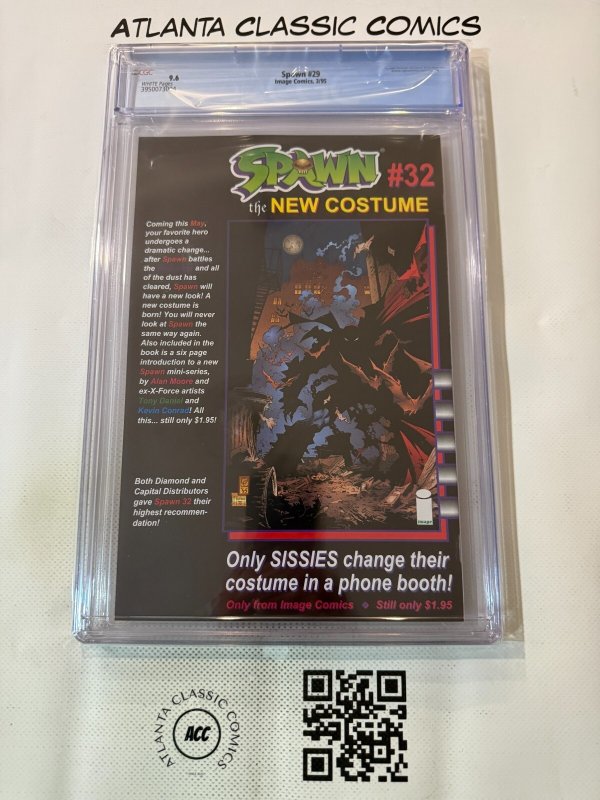 ATLANTA CLASSIC COMICS
CGC
9.6
WHITE Pages
Spawn #29
Image Comics, 3/95
SPAWN #32
the NEW COSTUME
Coming this May,
your favorite hero
undergoes a
dramatic change...
after Spawn battles
the
and all
of the dust has
cleared, Spawn will
have a new look! A
new costume is
born! You will never
look at Spawn the
same way again.
Also included in the
book is a six page
introduction to a new
Spawn mini-series,
by Alan Moore and
ex-X-Force artists
Tony Daniel and
Kevin Conrad! All
this... still only $1.95!
Both Diamond and
Capital Distributors
gave Spawn 32 their
highest recommen-
dation!
image
Only SISSIES change their
costume in a phone booth!
Only from Image Comics ◆ Still only $1.95
ATLANTA CLASSIC COMICS
ACC